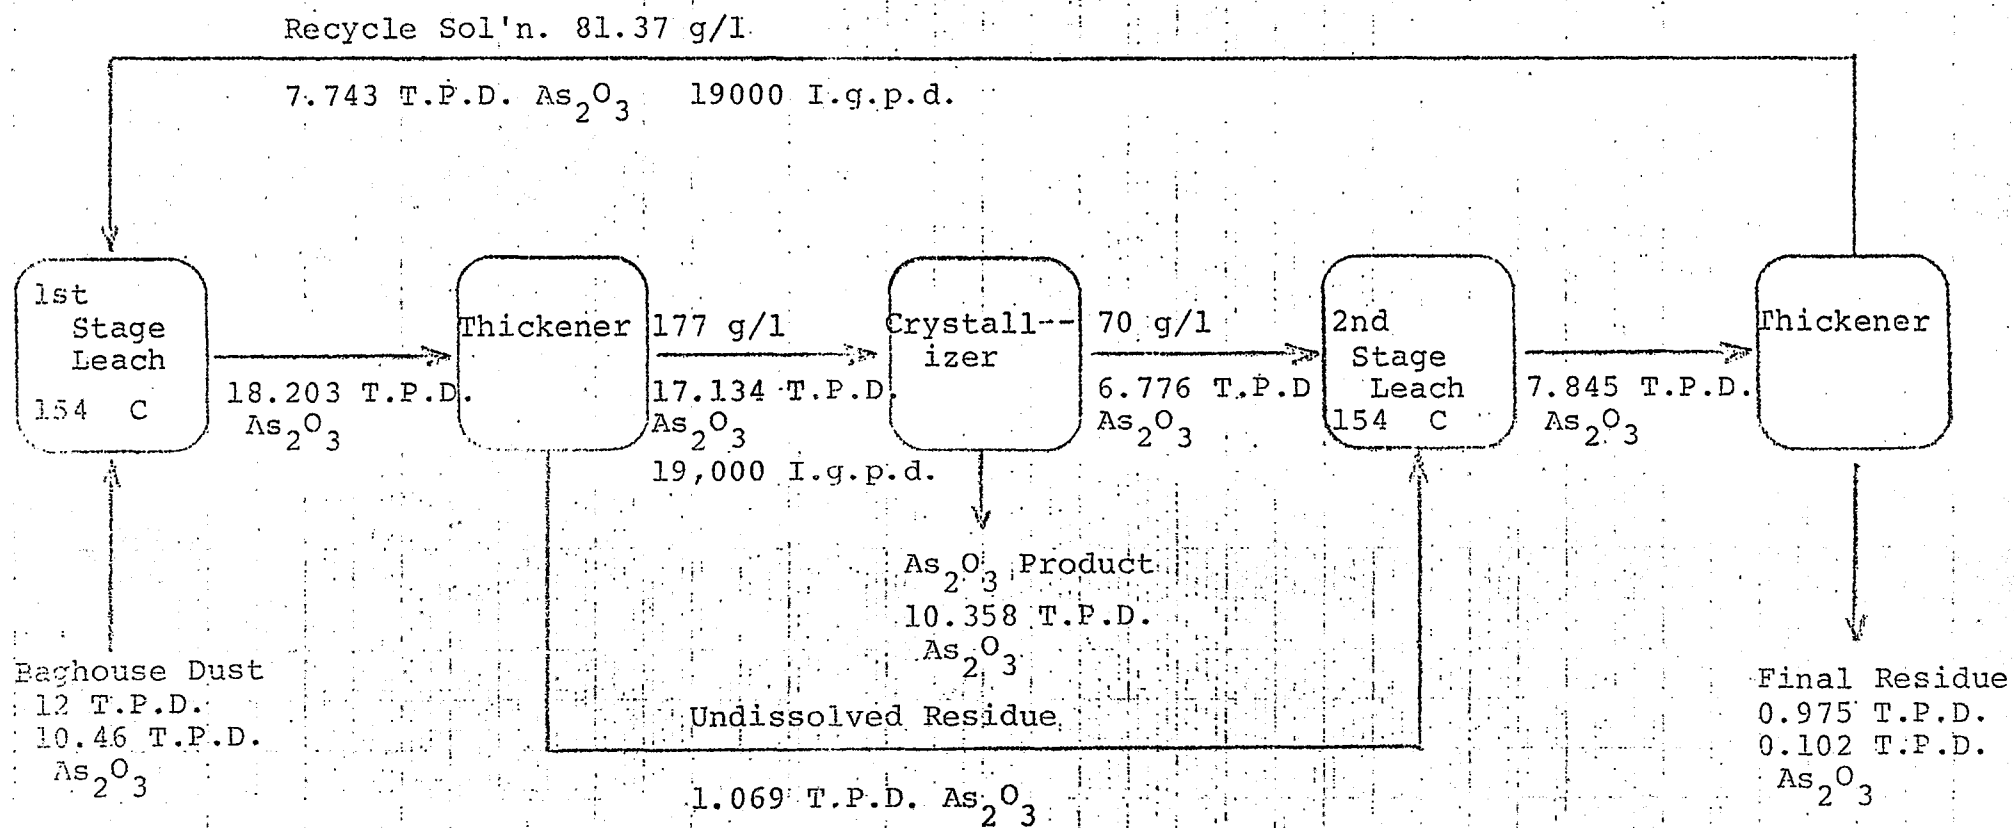 Recycle Sol'n. 81.37 g/l
7.743 T.P.D. As2O3 19000 I.g.p.d.
1st
Stage
Leach
154 C
18.203 T.P.D.
As2O3
Thickener
177 g/l
17.134 T.P.D.
As2O3
19,000 I.g.p.d.
Crystall--
izer
70 g/l
6.776 T.P.D
As2O3
2nd
Stage
Leach
154 C
7.845 T.P.D.
As2O3
Thickener
As2O3 Product
10.358 T.P.D.
As2O3
Baghouse Dust
12 T.P.D.
10.46 T.P.D.
As2O3
Undissolved Residue
1.069 T.P.D. As2O3
Final Residue
0.975 T.P.D.
0.102 T.P.D.
As2O3